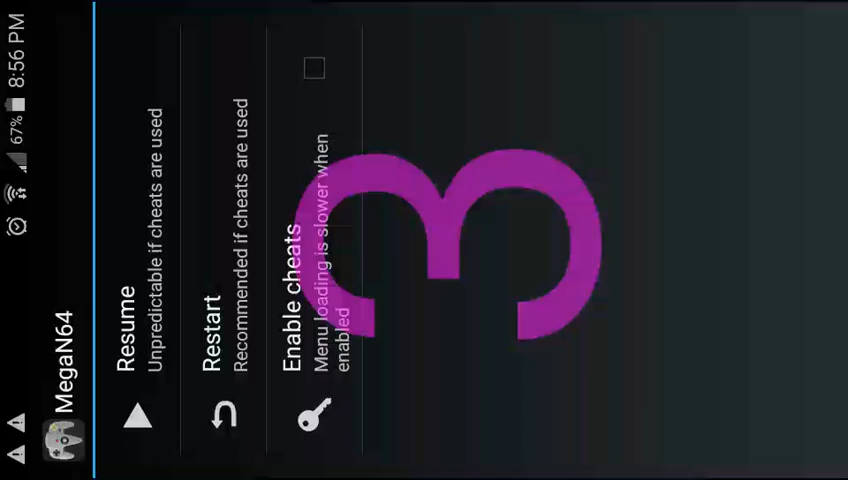 67% 8:56 PM
MegaN64
Resume
Unpredictable if cheats are used
Restart
Recommended if cheats are used
Enable cheats
Menu loading is slower when
enabled
3